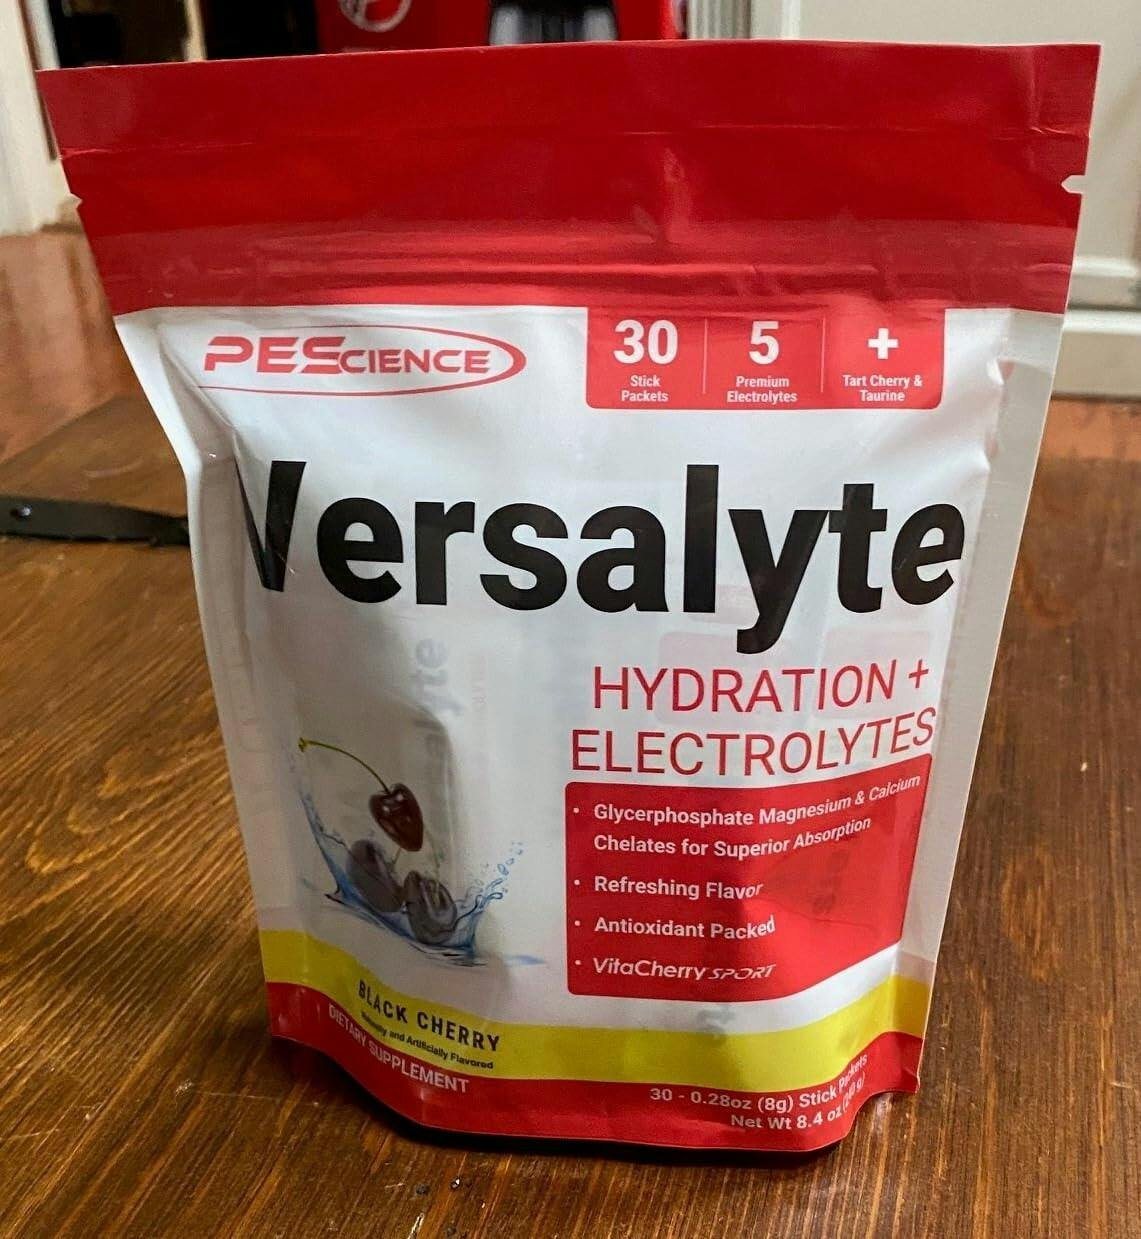 PEScience
30
Stick
Packets
5
Premium
Electrolytes
+
Tart Cherry &
Taurine
Versalyte
HYDRATION +
ELECTROLYTES
• Glycerphosphate Magnesium & Calcium
Chelates for Superior Absorption
• Refreshing Flavor
• Antioxidant Packed
• VitaCherry SPORT
BLACK CHERRY
Naturally and Artificially Flavored
DIETARY SUPPLEMENT
30 - 0.28oz (8g) Stick Packets
Net Wt 8.4 oz (240 g)